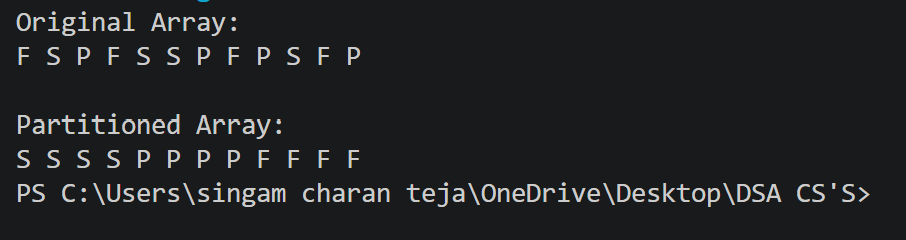 Original Array:
F S P F S S P F P S F P
Partitioned Array:
S S S S P P P P F F F F
PS C:\Users\singam charan teja\OneDrive\Desktop\DSA CS'S>